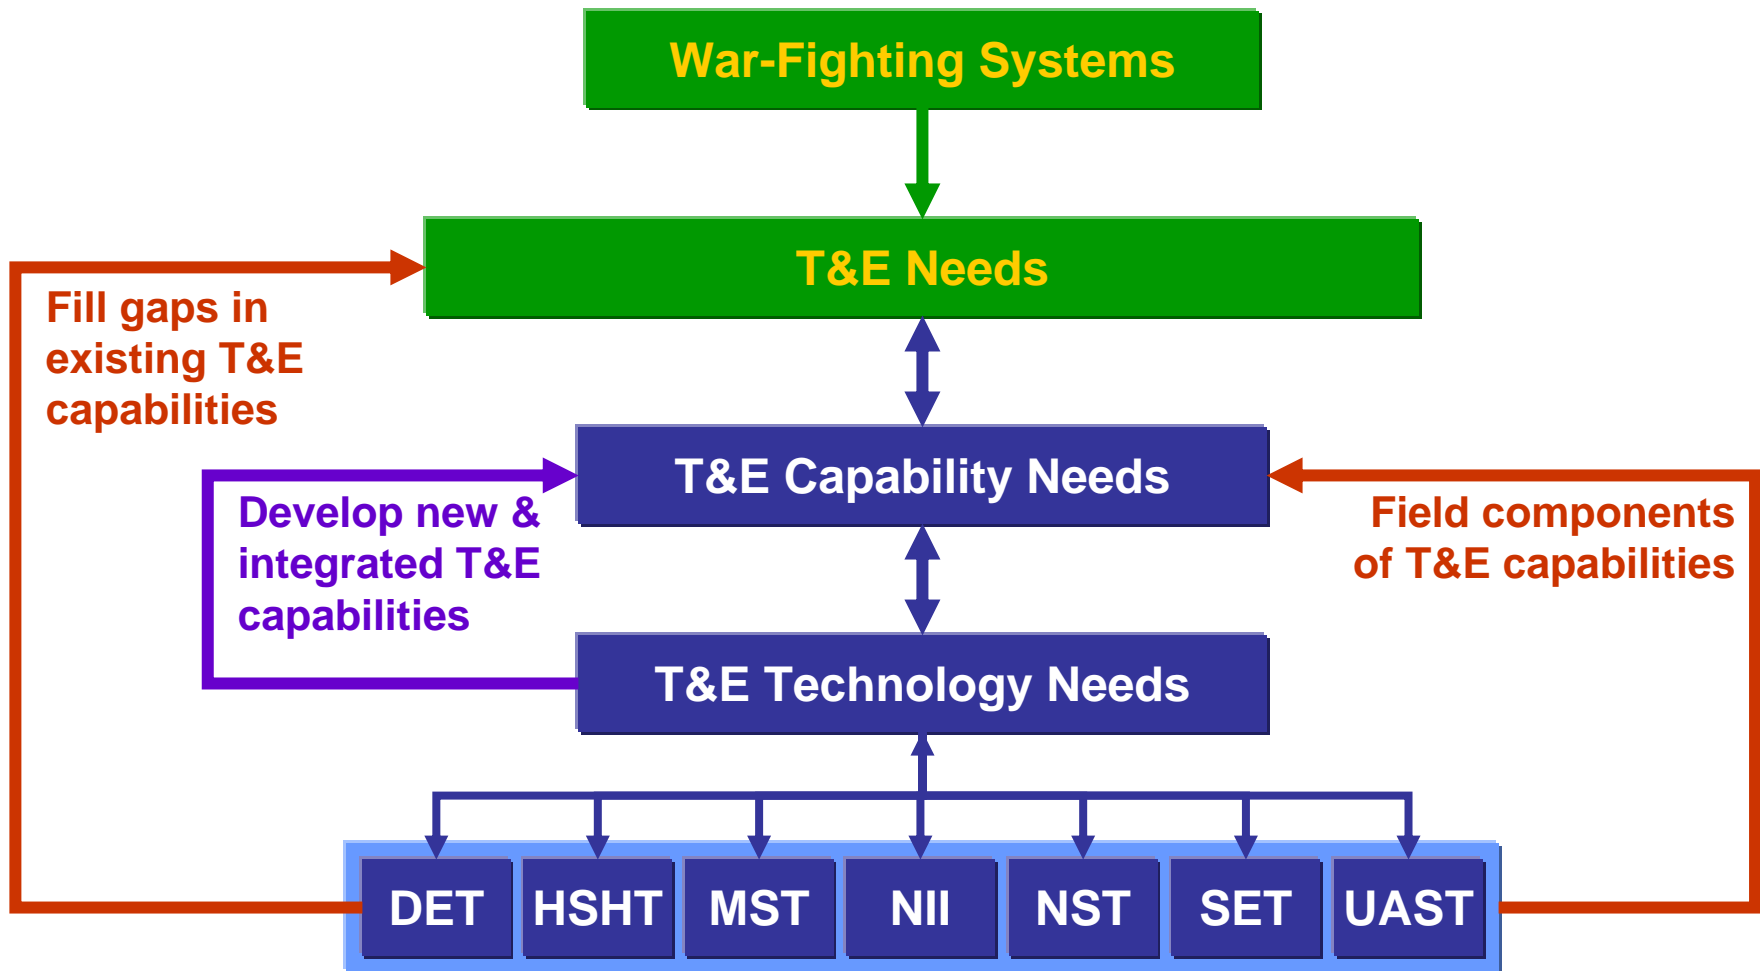 War-Fighting Systems
T&E Needs
Fill gaps in
existing T&E
capabilities
T&E Capability Needs
Develop new &
integrated T&E
capabilities
Field components
of T&E capabilities
T&E Technology Needs
DET HSHT MST NII NST SET UAST